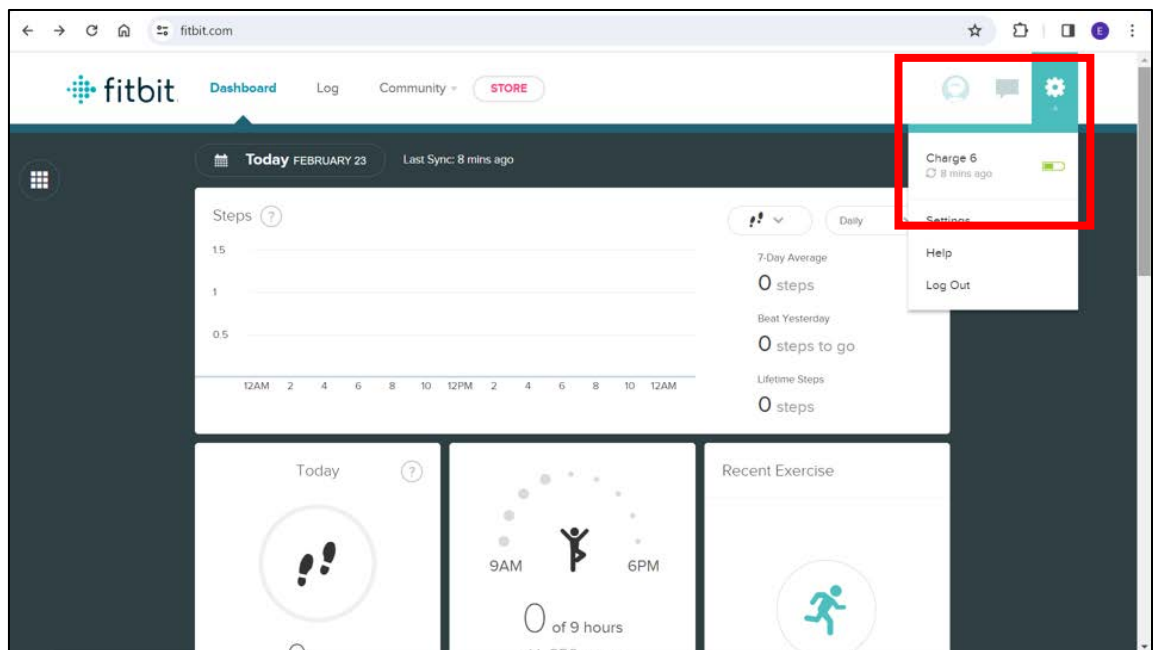 fitbit.com
E
fitbit
Dashboard Log Community STORE
Today FEBRUARY 23 Last Sync: 8 mins ago
Charge 6
8 mins ago
Settings
Help
Log Out
Steps ?
Daily
1.5
1
0.5
12AM 2 4 6 8 10 12PM 2 4 6 8 10 12AM
7-Day Average
0 steps
Beat Yesterday
0 steps to go
Lifetime Steps
0 steps
Today ?
9AM 6PM
0 of 9 hours
Recent Exercise